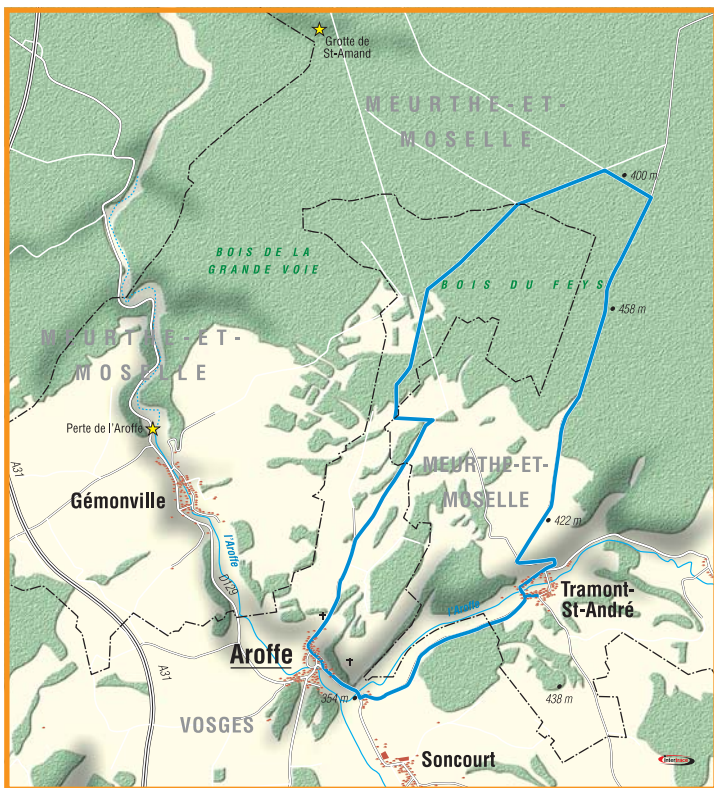 Grotte de
St-Amand
MEURTHE-ET-
MOSELLE
400 m
BOIS DE LA
GRANDE VOIE
BOIS DU FEYS
458 m
MEURTHE-ET-
MOSELLE
Perte de l'Aroffe
A31
MEURTHE-ET-
MOSELLE
Gémonville
l'Aroffe
422 m
D129
l'Aroffe
Tramont-
St-André
Aroffe
A31
354 m
438 m
VOSGES
Soncourt
intertrace